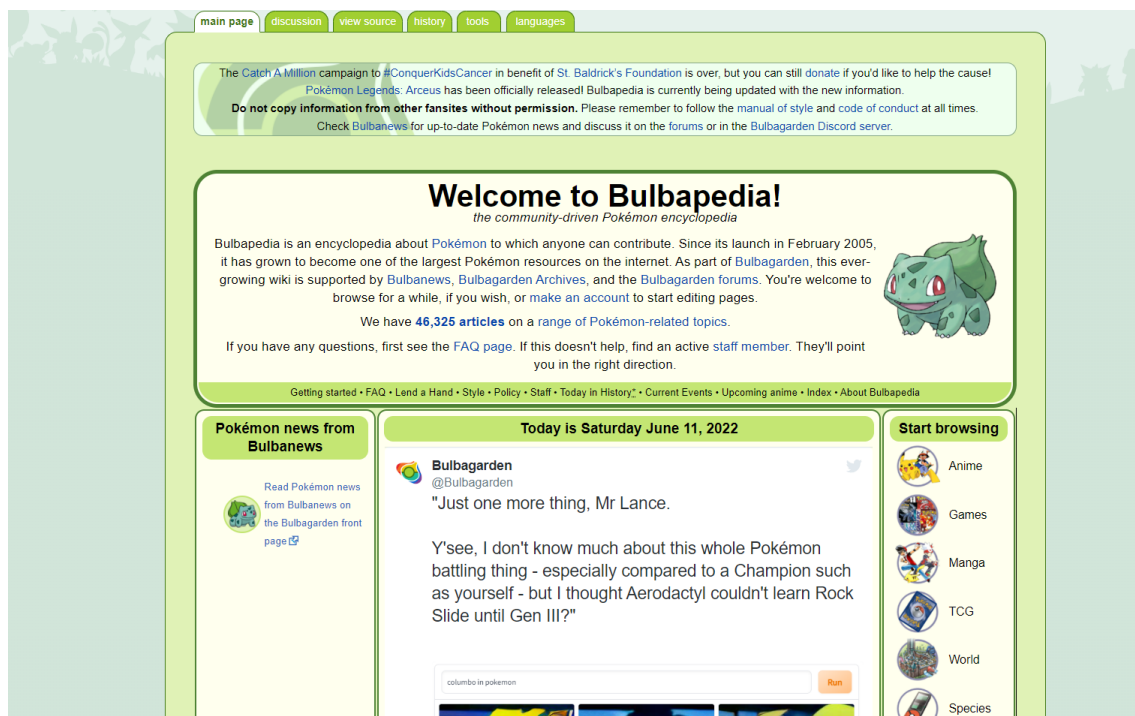 main page
discussion
view source
history
tools
languages
The Catch A Million campaign to #ConquerKidsCancer in benefit of St. Baldrick's Foundation is over, but you can still donate if you'd like to help the cause!
Pokémon Legends: Arceus has been officially released! Bulbapedia is currently being updated with the new information.
Do not copy information from other fansites without permission. Please remember to follow the manual of style and code of conduct at all times.
Check Bulbanews for up-to-date Pokémon news and discuss it on the forums or in the Bulbagarden Discord server.
Welcome to Bulbapedia!
the community-driven Pokémon encyclopedia
Bulbapedia is an encyclopedia about Pokémon to which anyone can contribute. Since its launch in February 2005,
it has grown to become one of the largest Pokémon resources on the internet. As part of Bulbagarden, this ever-
growing wiki is supported by Bulbanews, Bulbagarden Archives, and the Bulbagarden forums. You're welcome to
browse for a while, if you wish, or make an account to start editing pages.
We have 46,325 articles on a range of Pokémon-related topics.
If you have any questions, first see the FAQ page. If this doesn't help, find an active staff member. They'll point
you in the right direction.
Getting started • FAQ • Lend a Hand • Style • Policy • Staff • Today in History* • Current Events • Upcoming anime • Index • About Bulbapedia
Pokémon news from
Bulbanews
Read Pokémon news
from Bulbanews on
the Bulbagarden front
page
Today is Saturday June 11, 2022
Bulbagarden
@Bulbagarden
"Just one more thing, Mr Lance.
Y'see, I don't know much about this whole Pokémon
battling thing - especially compared to a Champion such
as yourself - but I thought Aerodactyl couldn't learn Rock
Slide until Gen III?"
columbo in pokemon
Run
Start browsing
Anime
Games
Manga
TCG
World
Species